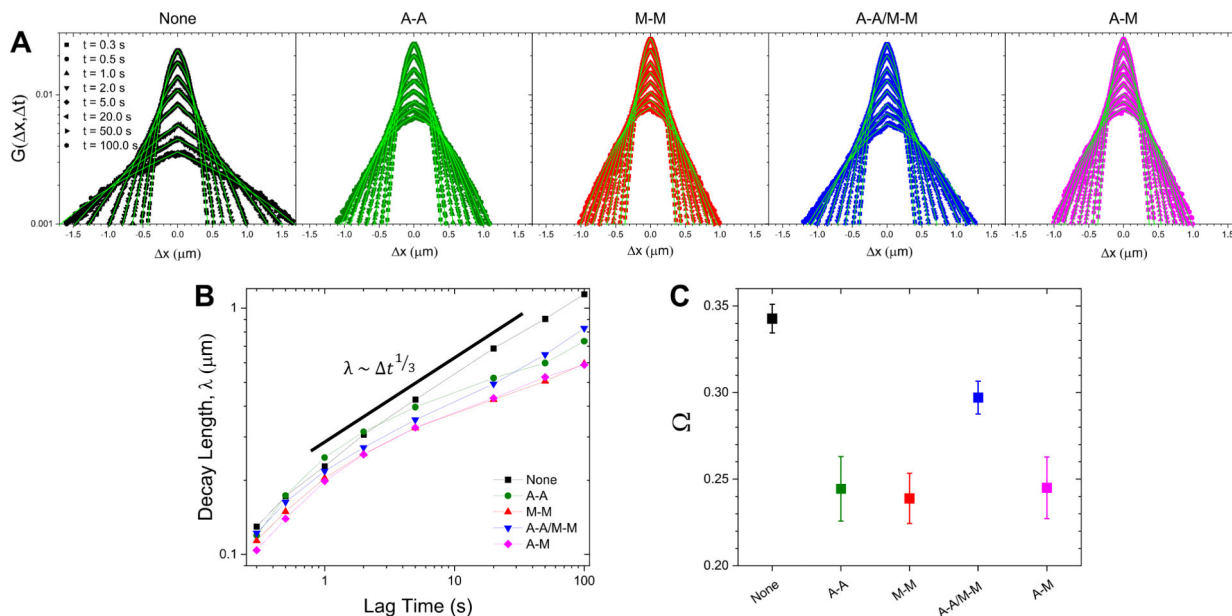 A
None
A-A
M-M
A-A/M-M
A-M
t = 0.3 s
t = 0.5 s
t = 1.0 s
t = 2.0 s
t = 5.0 s
t = 20.0 s
t = 50.0 s
t = 100.0 s
G(Δx,Δt)
0.01
0.001
-1.5 -1.0 -0.5 0.0 0.5 1.0 1.5
-1.5 -1.0 -0.5 0.0 0.5 1.0 1.5
-1.5 -1.0 -0.5 0.0 0.5 1.0 1.5
-1.5 -1.0 -0.5 0.0 0.5 1.0 1.5
-1.5 -1.0 -0.5 0.0 0.5 1.0 1.5
Δx (μm)
Δx (μm)
Δx (μm)
Δx (μm)
Δx (μm)
B
Decay Length, λ (μm)
1
0.1
λ ~ Δt^1/3
None
A-A
M-M
A-A/M-M
A-M
1 10 100
Lag Time (s)
C
Ω
0.35
0.30
0.25
0.20
None
A-A
M-M
A-A/M-M
A-M